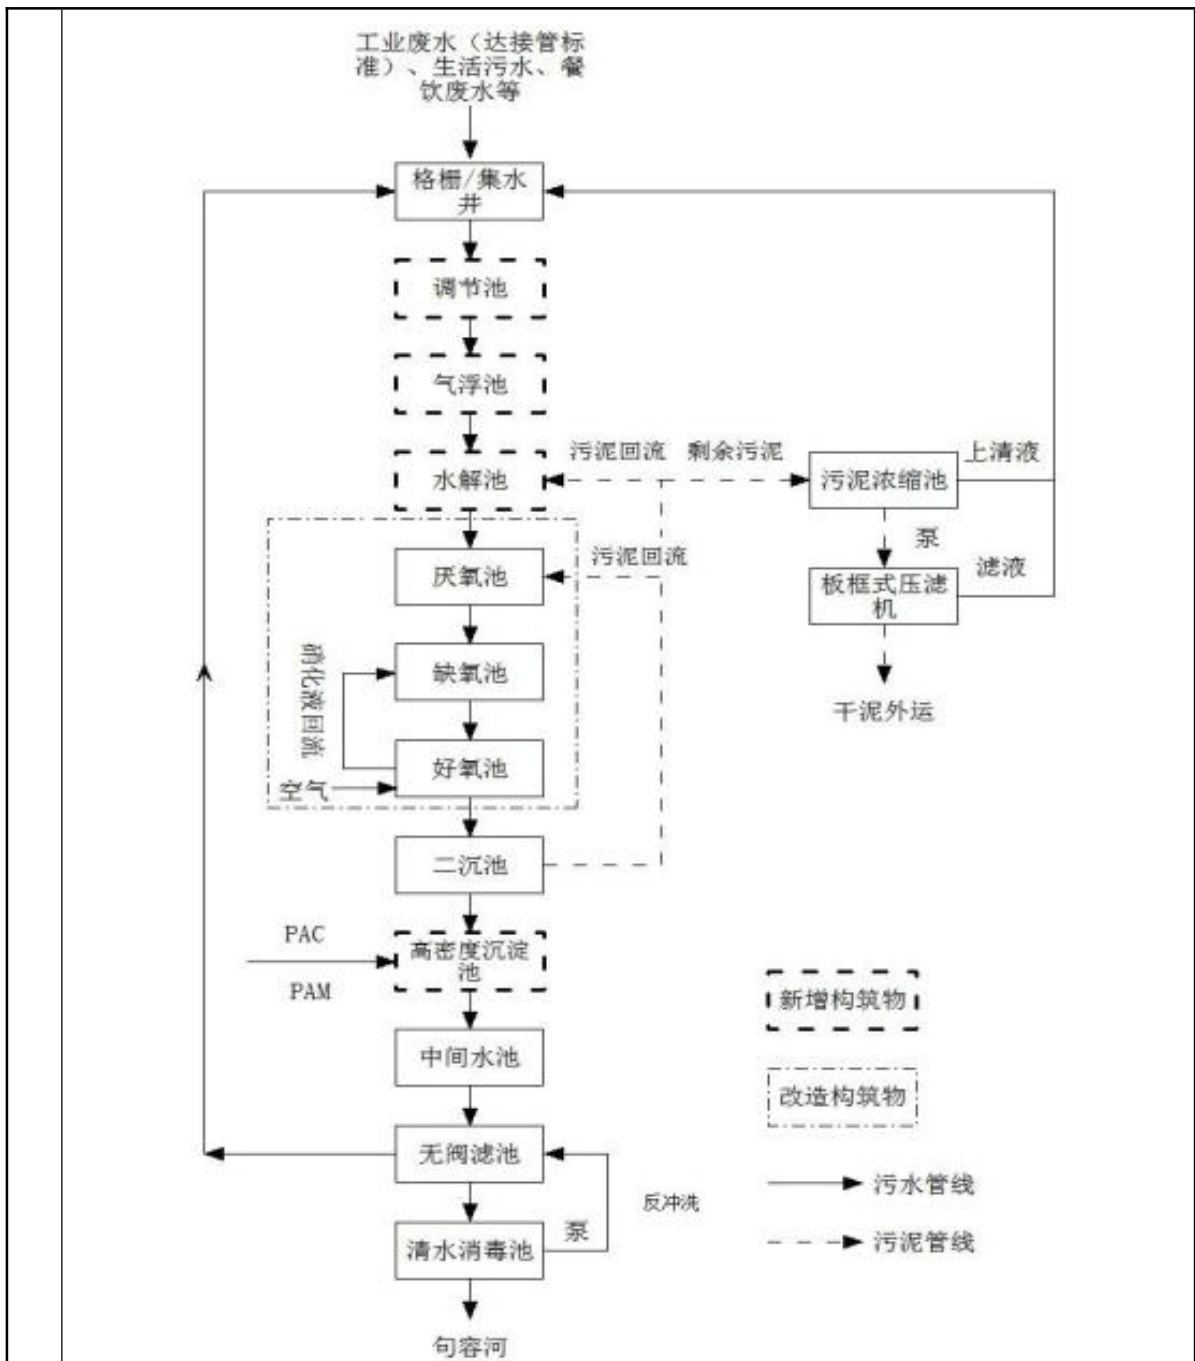 工业废水（达接管标
准）、生活污水、餐
饮废水等
格栅/集水
井
调节池
气浮池
污泥回流
剩余污泥
上清液
水解池
污泥浓缩池
泵
污泥回流
滤液
厌氧池
板框式压滤
机
硝化液回流
缺氧池
干泥外运
好氧池
空气
二沉池
PAC
高密度沉淀
池
PAM
新增构筑物
中间水池
改造构筑物
无阀滤池
污水管线
反冲洗
泵
清水消毒池
污泥管线
句容河